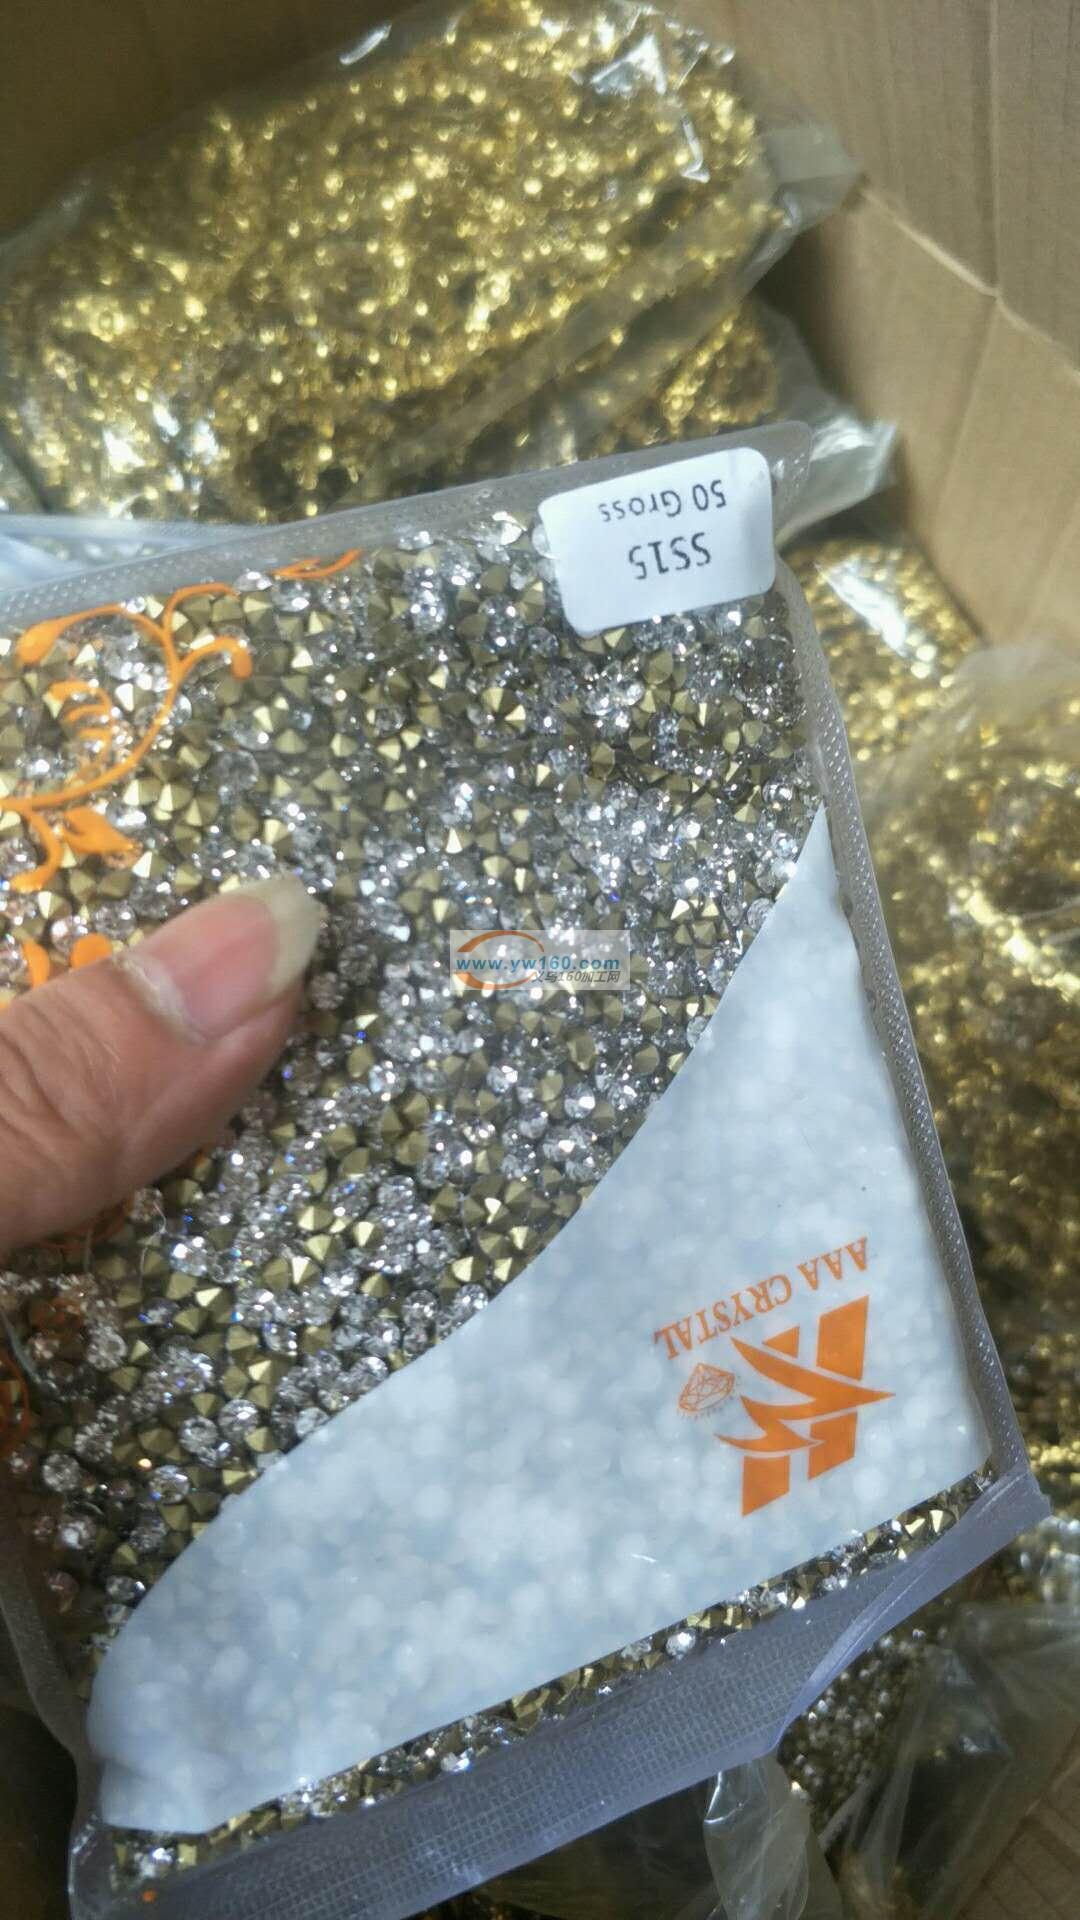 50 Gross
SS15
www.yw160.com
义乌160加工网
AAA CRYSTAL